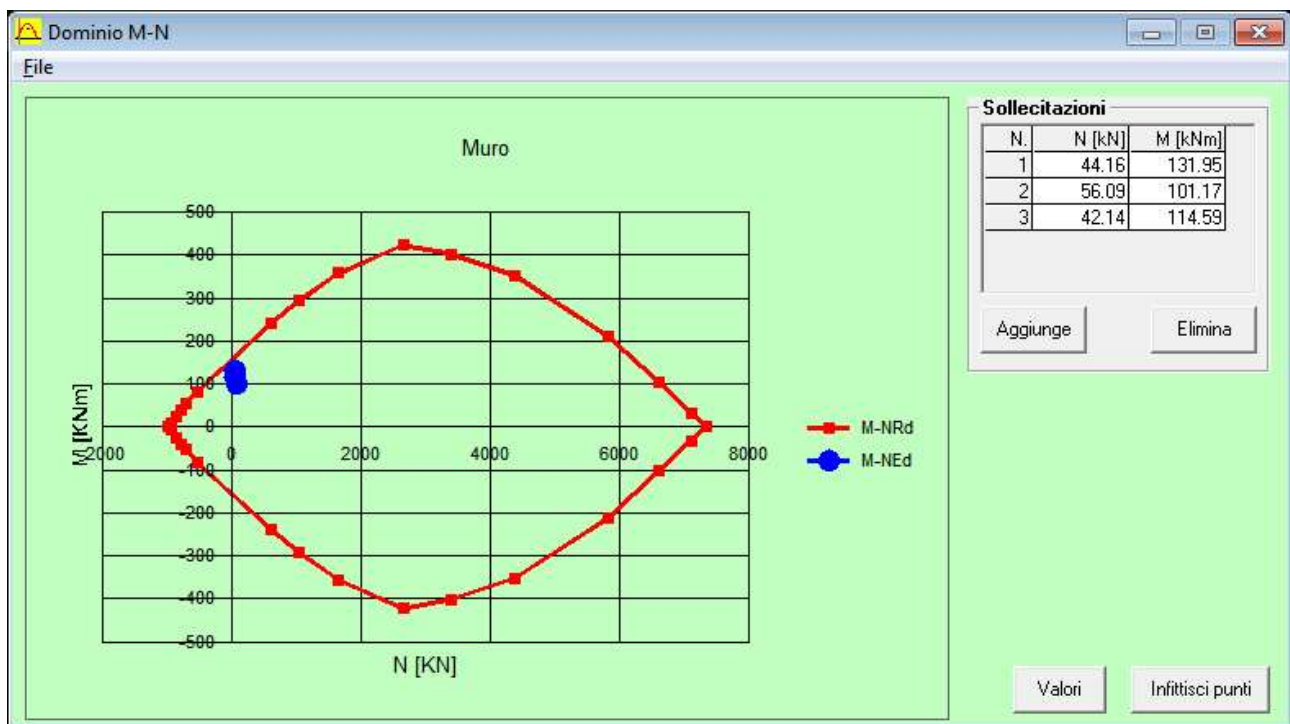 Dominio M-N
File
Muro
500
400
300
200
100
0
-100
-200
-300
-400
-500
M [KNm]
2000
0
2000
4000
6000
8000
N [KN]
M-NRd
M-NEd
Sollecitazioni
N. N [kN] M [kNm]
1 44.16 131.95
2 56.09 101.17
3 42.14 114.59
Aggiunge Elimina
Valori Infittisci punti